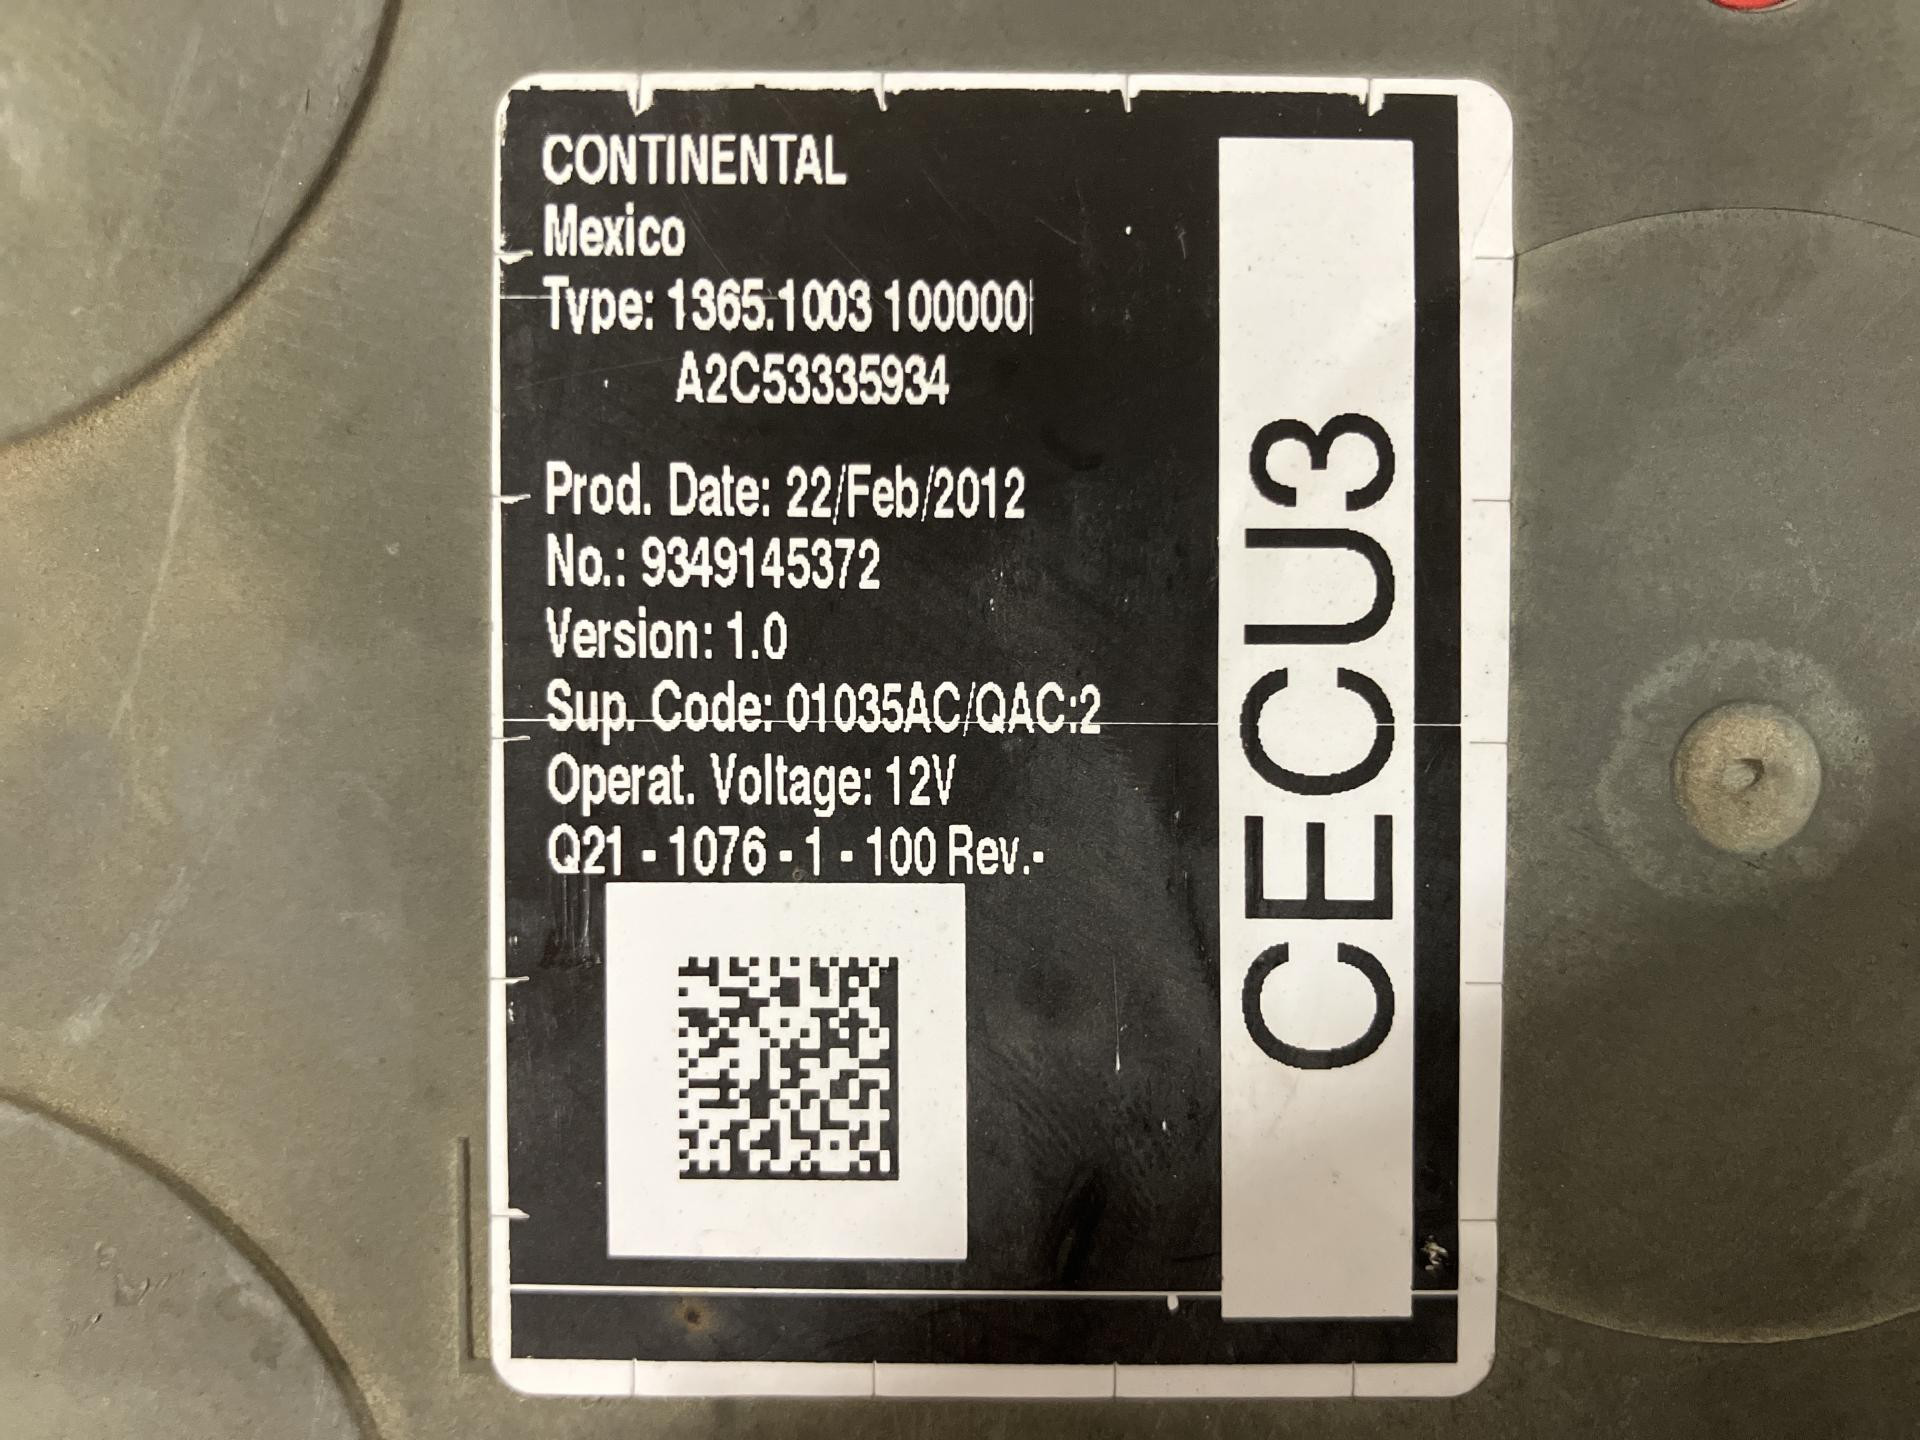 CONTINENTAL
Mexico
Type: 1365.1003 100000
A2C53335934
Prod. Date: 22/Feb/2012
No.: 9349145372
Version: 1.0
Sup. Code: 01035AC/QAC:2
Operat. Voltage: 12V
Q21 - 1076 - 1 - 100 Rev.-
CECU3